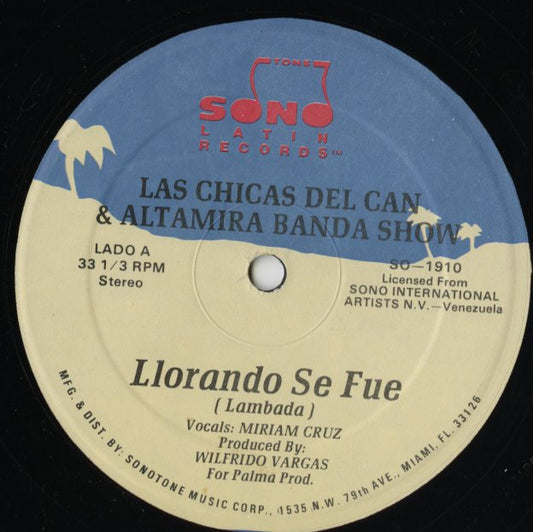 TONE
SONO
LATIN
RECORDS™
LAS CHICAS DEL CAN
& ALTAMIRA BANDA SHOW
LADO A
33 1/3 RPM
Stereo
SO—1910
Licensed From
SONO INTERNATIONAL
ARTISTS N.V.—Venezuela
Llorando Se Fue
( Lambada )
Vocals: MIRIAM CRUZ
Produced By:
WILFRIDO VARGAS
For Palma Prod.
MFG. & DIST. BY: SONOTONE MUSIC CORP., 1535 N.W. 79th AVE., MIAMI, FL. 33126